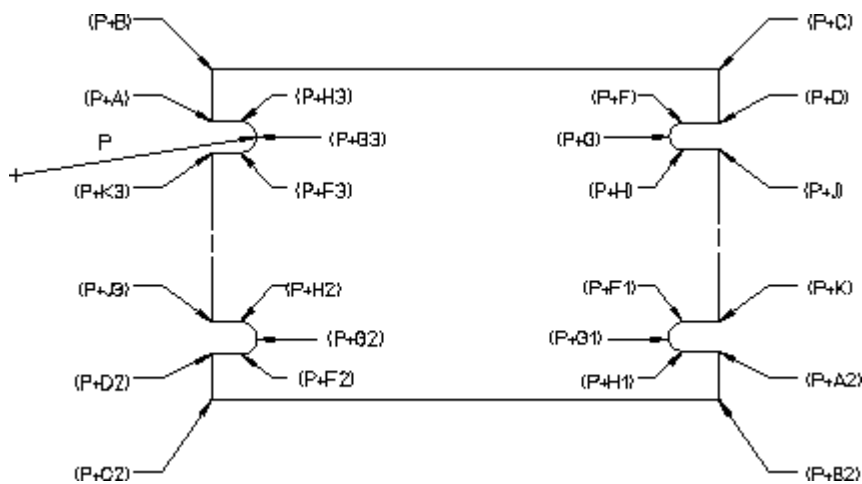 (P+B) (P+C)
(P+A) (P+H3) (P+F) (P+D)
P (P+G3) (P+G)
(P+K3) (P+F3) (P+H) (P+J)
(P+J3) (P+H2) (P+F1) (P+K)
(P+G2) (P+G1)
(P+D2) (P+F2) (P+H1) (P+A2)
(P+C2) (P+B2)